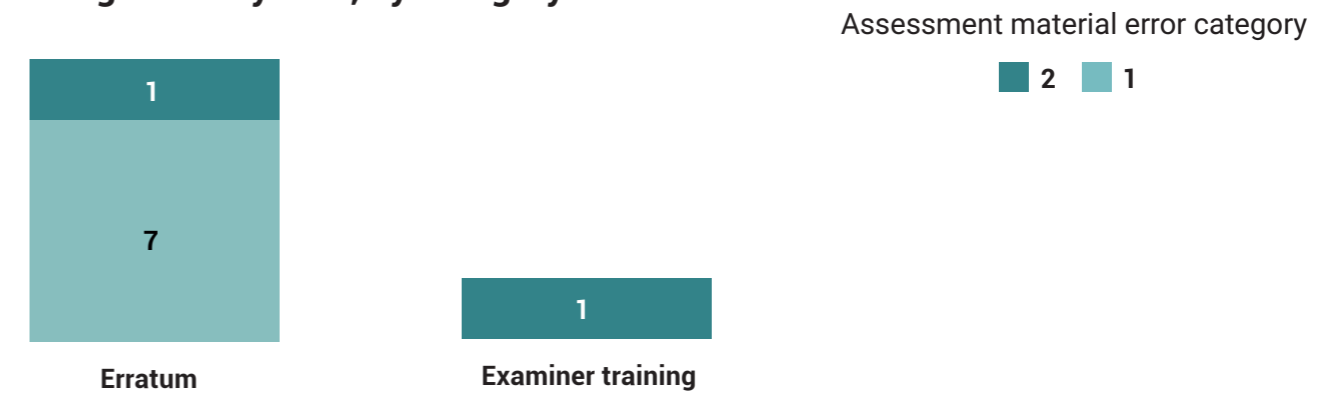 Assessment material error category
2 1
1
7
1
Erratum
Examiner training